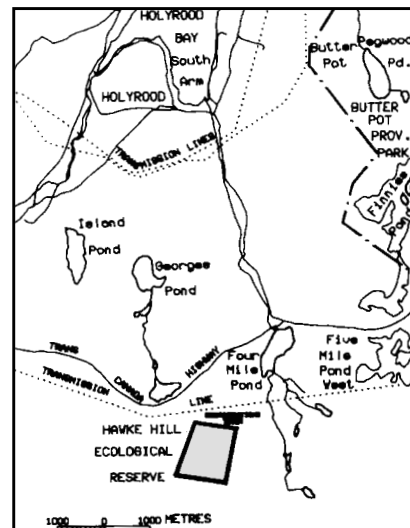 HOLYROOD
BAY
South
Arm
HOLYROOD
Butter
Pot
Pegwood
Pd.
BUTTER
POT
PROV.
PARK
TRANSMISSION LINES
Finnies
Pond
Island
Pond
Georges
Pond
TRANS CANADA HIGHWAY
TRANSMISSION LINE
Four
Mile
Pond
Five
Mile
Pond
West
HAWKE HILL
ECOLOGICAL
RESERVE
1000 0 1000 METRES